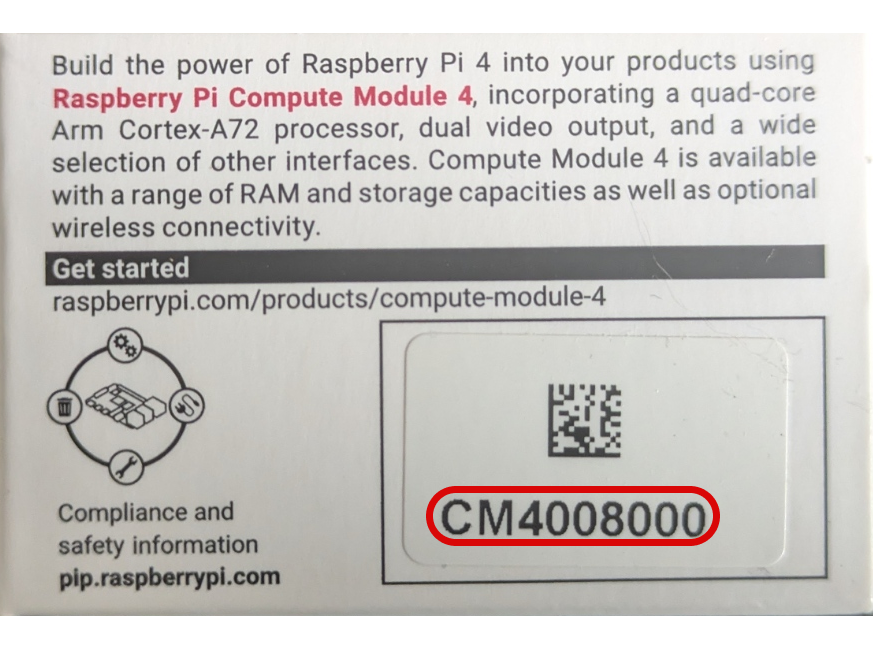 Build the power of Raspberry Pi 4 into your products using
Raspberry Pi Compute Module 4, incorporating a quad-core
Arm Cortex-A72 processor, dual video output, and a wide
selection of other interfaces. Compute Module 4 is available
with a range of RAM and storage capacities as well as optional
wireless connectivity.
Get started
raspberrypi.com/products/compute-module-4
Compliance and
safety information
pip.raspberrypi.com
CM4008000